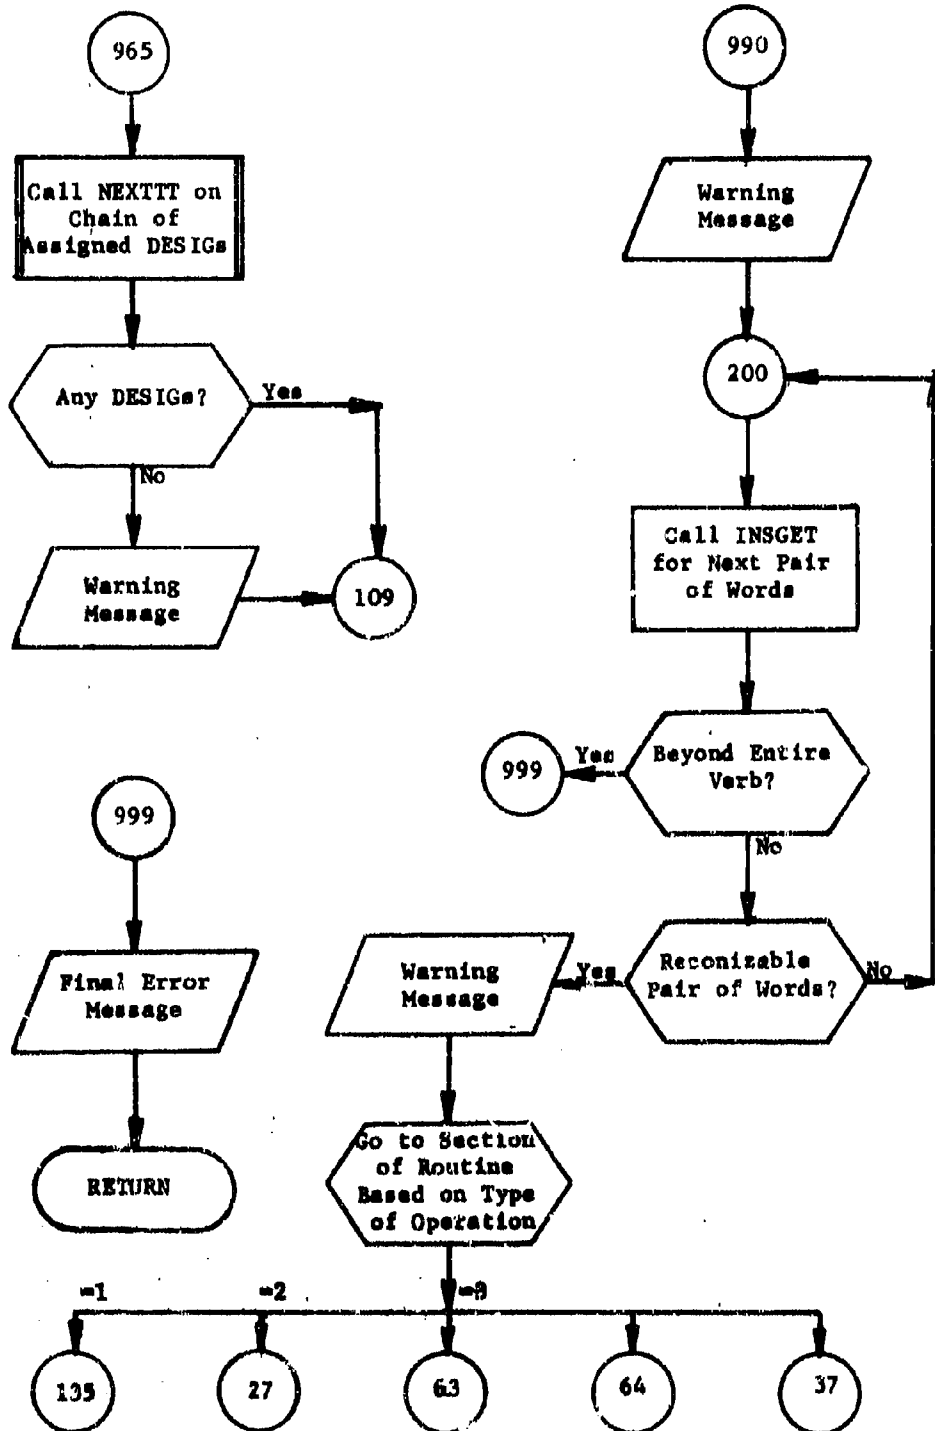 965
Call NEXTTT on
Chain of
Assigned DESIGs
Any DESIGs?
Yes
No
Warning
Message
109
999
Final Error
Message
RETURN
990
Warning
Message
200
Call INSGET
for Next Pair
of Words
Beyond Entire
Verb?
Yes
999
No
Reconizable
Pair of Words?
No
Yes
Warning
Message
Go to Section
of Routine
Based on Type
of Operation
=1
=2
135
27
63
64
37